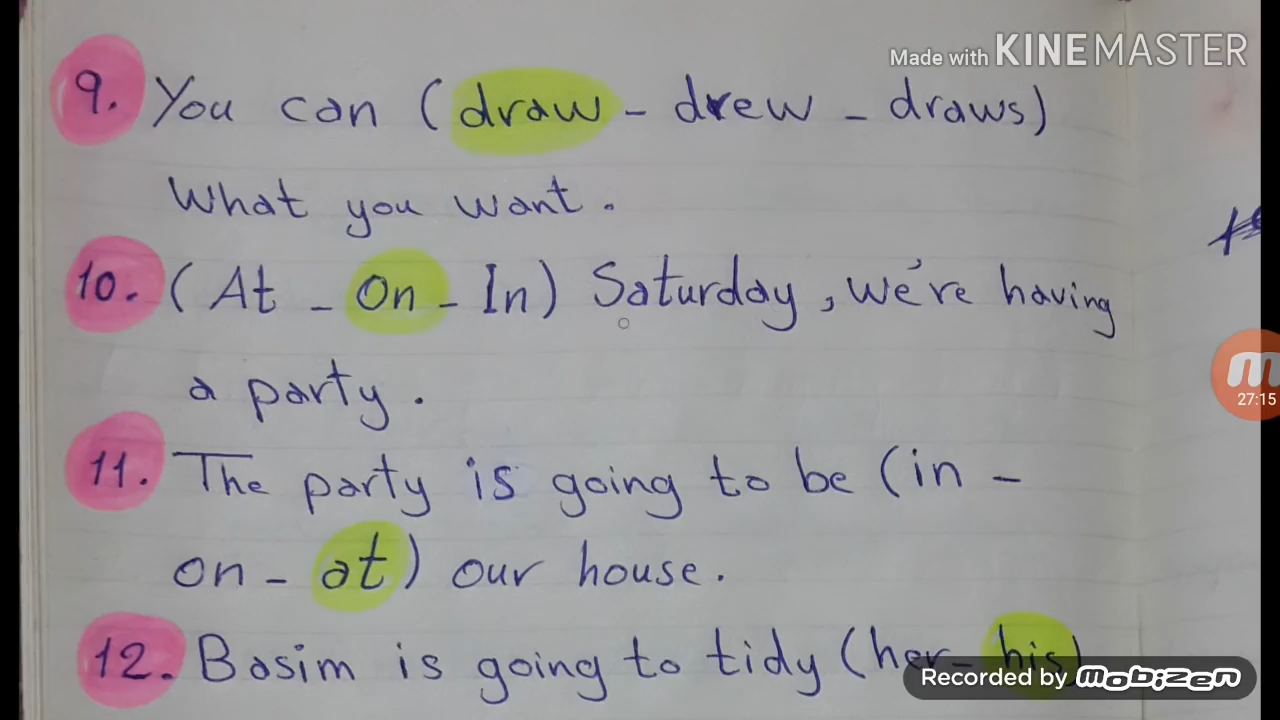 Made with KINEMASTER
9. You can (draw - drew - draws)
What you want.
10. (At - On - In) Saturday, we're having
a party.
11. The party is going to be (in -
on - at) our house.
12. Basim is going to tidy (her - his)
27:15
Recorded by mobizen